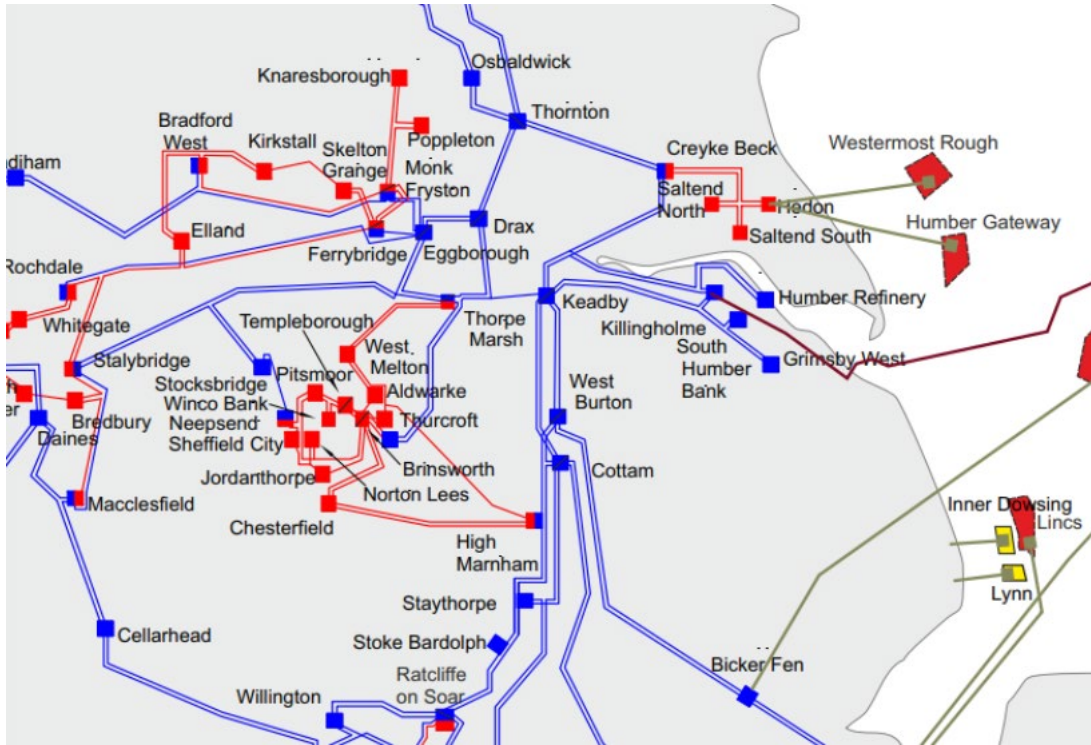 Osbaldwick
Knaresborough
Thornton
Bradford
West
Kirkstall
Poppleton
Skelton
Grange
Monk
Fryston
Creyke Beck
Westermost Rough
diham
Saltend
North
Hedon
Drax
Elland
Saltend South
Humber Gateway
Ferrybridge
Eggborough
Rochdale
Keadby
Humber Refinery
Whitegate
Templeborough
Thorpe
Marsh
Killingholme
South
Humber
Bank
Grimsby West
Stalybridge
West
Melton
Pitsmoor
Stocksbridge
Winco Bank
Neepsend
Sheffield City
Aldwarke
Thurcroft
West
Burton
er
Bredbury
Daines
Brinsworth
Cottam
Jordanthorpe
Norton Lees
Macclesfield
Chesterfield
High
Marnham
Inner Dowsing
Lincs
Lynn
Staythorpe
Cellarhead
Stoke Bardolph
Bicker Fen
Ratcliffe
on Soar
Willington